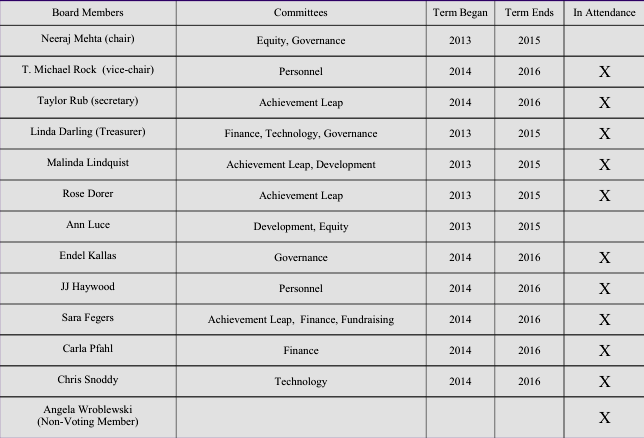 Board Members Committees Term Began Term Ends In Attendance
Neeraj Mehta (chair) Equity, Governance 2013 2015
T. Michael Rock (vice-chair) Personnel 2014 2016 X
Taylor Rub (secretary) Achievement Leap 2014 2016 X
Linda Darling (Treasurer) Finance, Technology, Governance 2013 2015 X
Malinda Lindquist Achievement Leap, Development 2013 2015 X
Rose Dorer Achievement Leap 2013 2015 X
Ann Luce Development, Equity 2013 2015
Endel Kallas Governance 2014 2016 X
JJ Haywood Personnel 2014 2016 X
Sara Fegers Achievement Leap, Finance, Fundraising 2014 2016 X
Carla Pfahl Finance 2014 2016 X
Chris Snoddy Technology 2014 2016 X
Angela Wroblewski
(Non-Voting Member) X